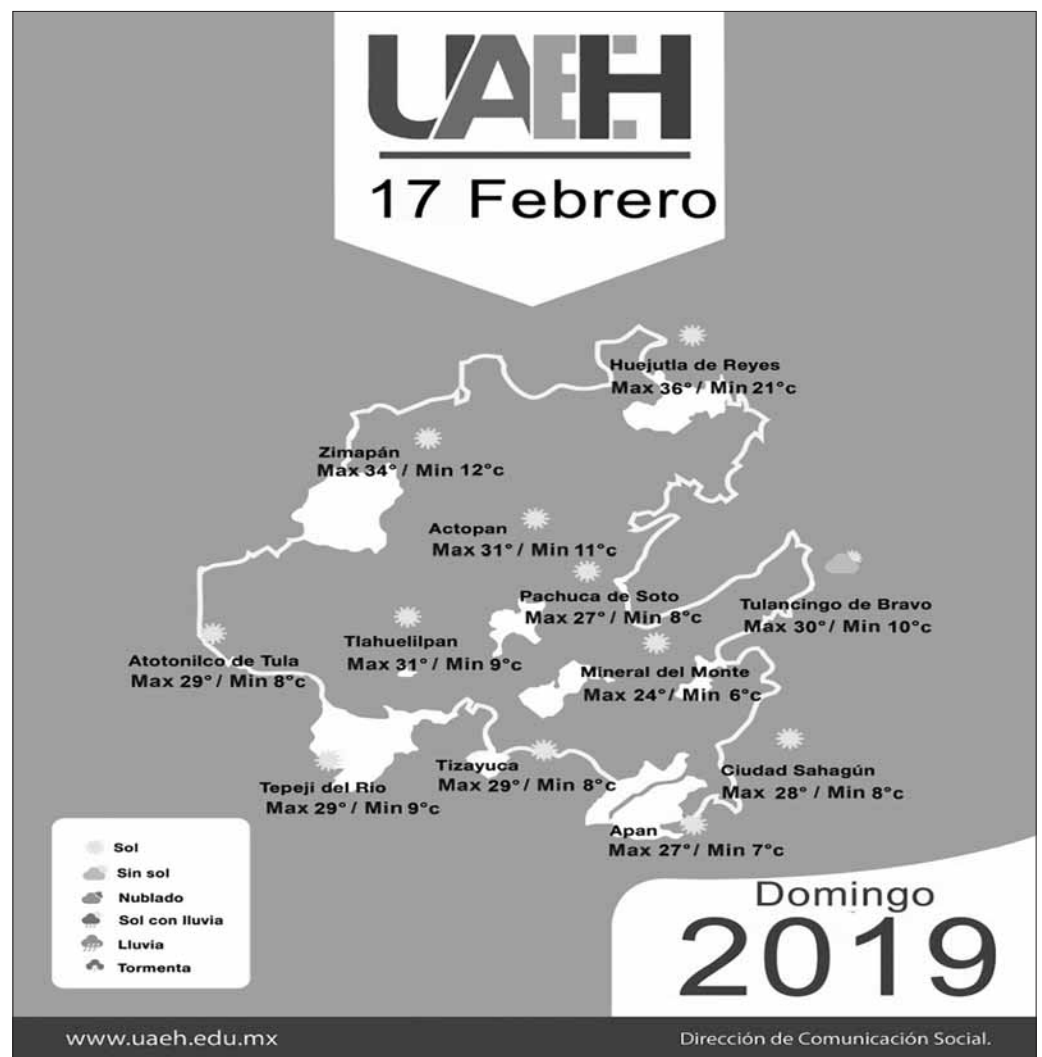 UAEH
17 Febrero
Huejutla de Reyes
Max 36° / Min 21°c
Zimapán
Max 34° / Min 12°c
Actopan
Max 31° / Min 11°c
Pachuca de Soto
Max 27° / Min 8°c
Tulancingo de Bravo
Max 30° / Min 10°c
Tlahuelilpan
Max 31° / Min 9°c
Atotonilco de Tula
Max 29° / Min 8°c
Mineral del Monte
Max 24° / Min 6°c
Tizayuca
Max 29° / Min 8°c
Ciudad Sahagún
Max 28° / Min 8°c
Tepeji del Río
Max 29° / Min 9°c
Apan
Max 27° / Min 7°c
Sol
Sin sol
Nublado
Sol con lluvia
Lluvia
Tormenta
Domingo
2019
www.uaeh.edu.mx
Dirección de Comunicación Social.